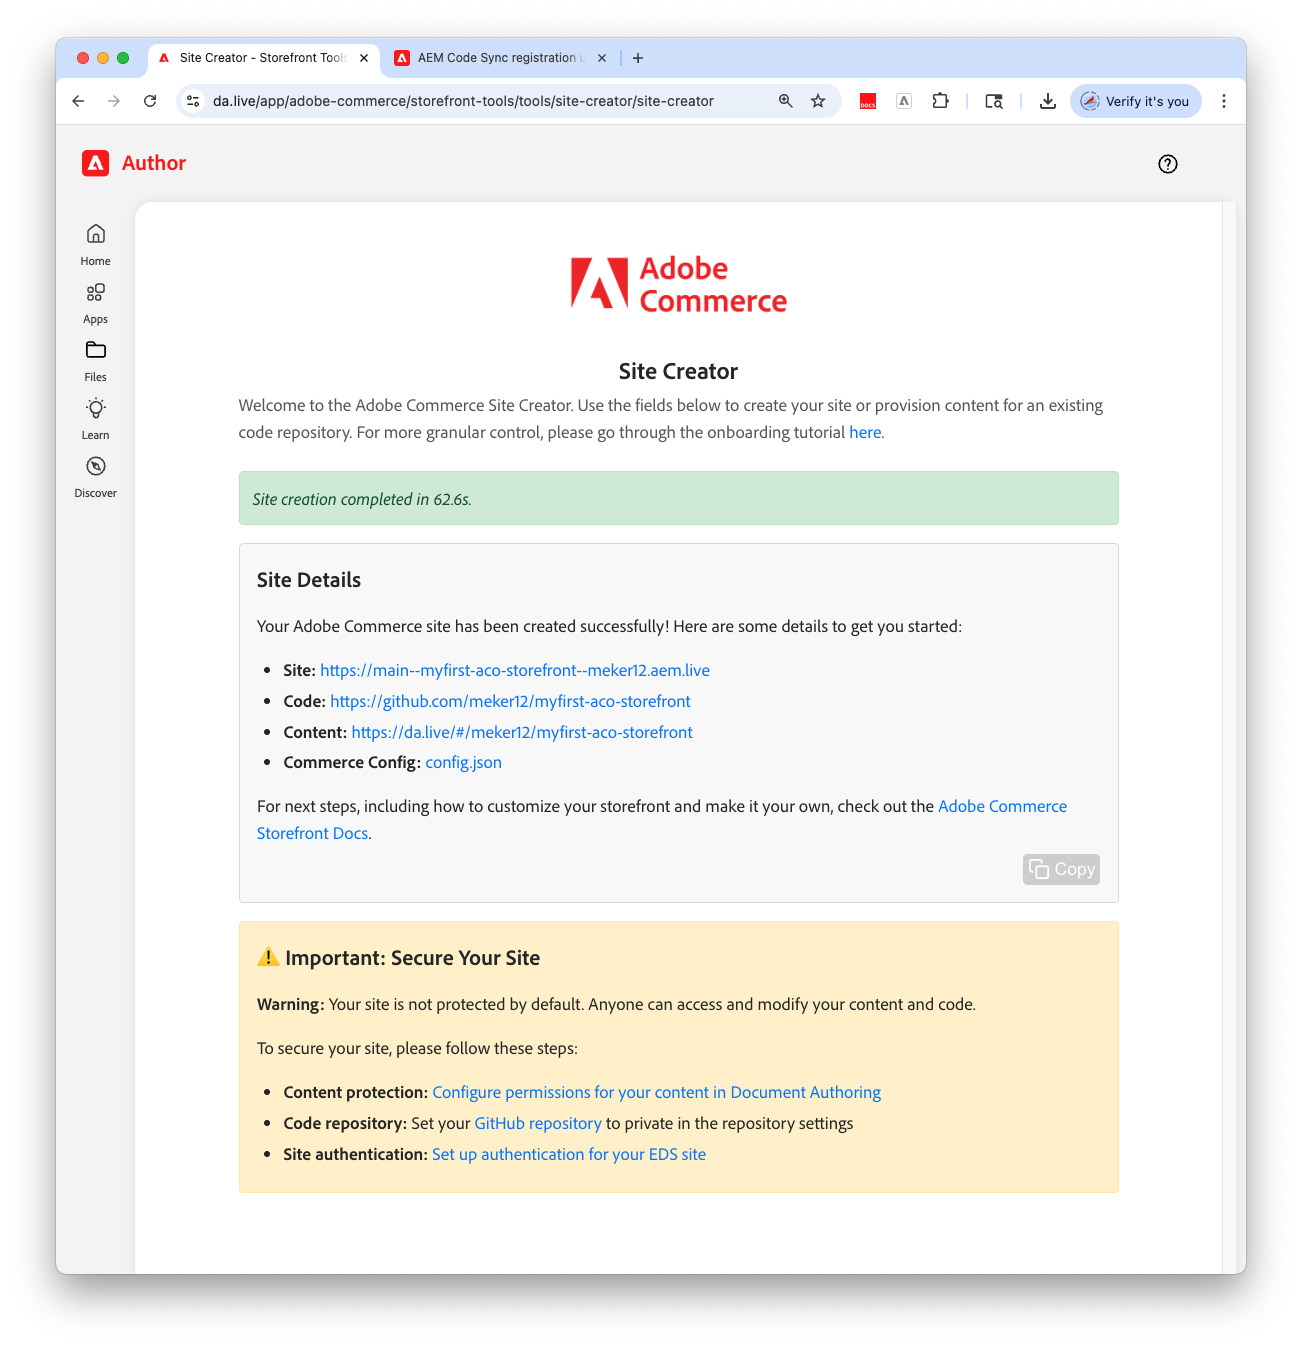 Site Creator - Storefront Tools
AEM Code Sync registration u
da.live/app/adobe-commerce/storefront-tools/tools/site-creator/site-creator
DOCS
Verify it's you
Author
Home
Apps
Files
Learn
Discover
Adobe
Commerce
Site Creator
Welcome to the Adobe Commerce Site Creator. Use the fields below to create your site or provision content for an existing
code repository. For more granular control, please go through the onboarding tutorial here.
Site creation completed in 62.6s.
Site Details
Your Adobe Commerce site has been created successfully! Here are some details to get you started:
• Site: https://main--myfirst-aco-storefront--meker12.aem.live
• Code: https://github.com/meker12/myfirst-aco-storefront
• Content: https://da.live/#/meker12/myfirst-aco-storefront
• Commerce Config: config.json
For next steps, including how to customize your storefront and make it your own, check out the Adobe Commerce
Storefront Docs.
Copy
⚠️ Important: Secure Your Site
Warning: Your site is not protected by default. Anyone can access and modify your content and code.
To secure your site, please follow these steps:
• Content protection: Configure permissions for your content in Document Authoring
• Code repository: Set your GitHub repository to private in the repository settings
• Site authentication: Set up authentication for your EDS site